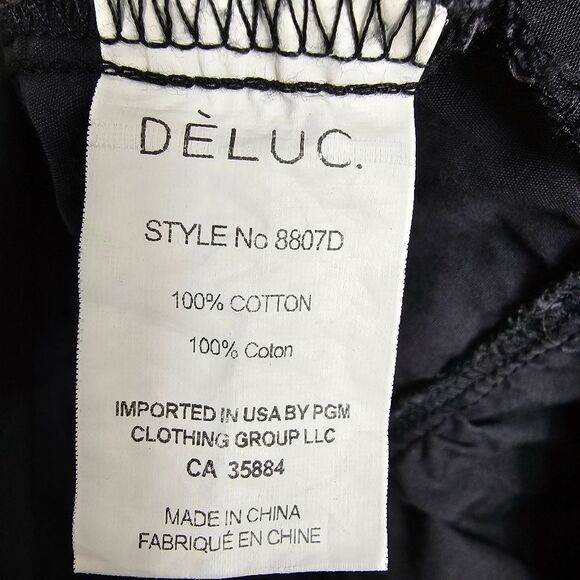 DÈLUC.
STYLE No 8807D
100% COTTON
100% Coton
IMPORTED IN USA BY PGM
CLOTHING GROUP LLC
CA 35884
MADE IN CHINA
FABRIQUÉ EN CHINE